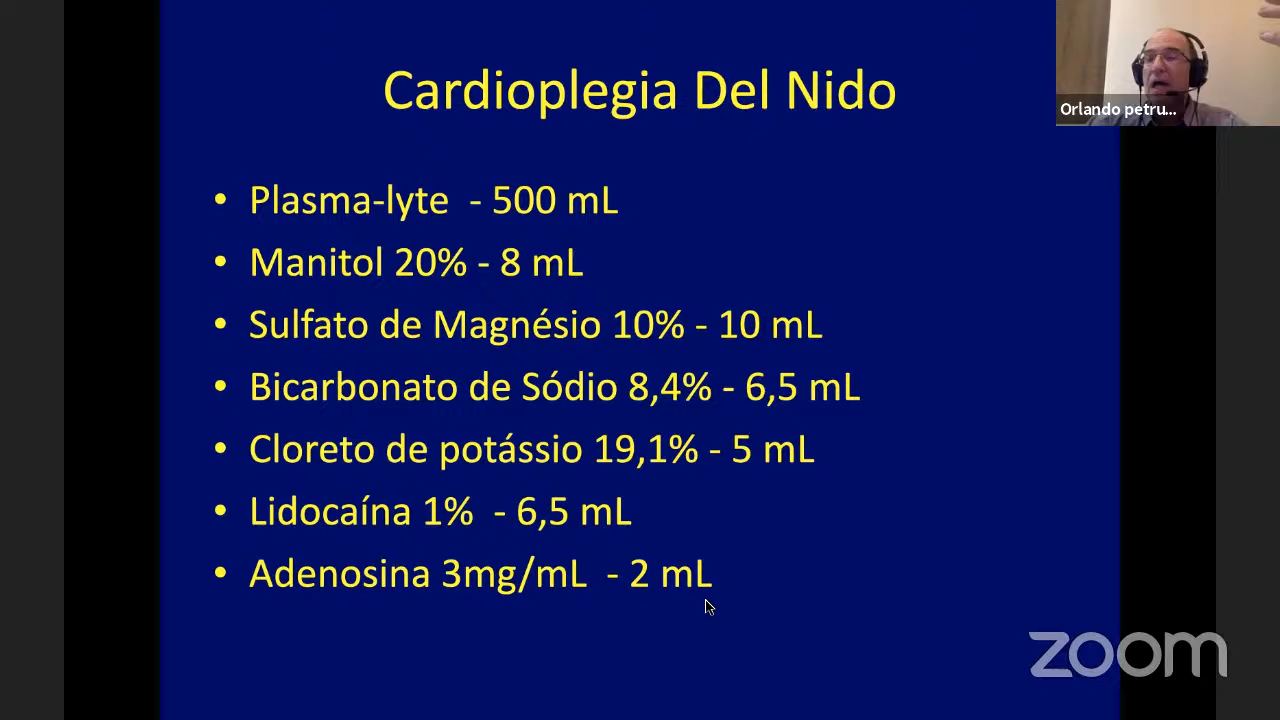 Cardioplegia Del Nido
Orlando petru...
• Plasma-lyte - 500 mL
• Manitol 20% - 8 mL
• Sulfato de Magnésio 10% - 10 mL
• Bicarbonato de Sódio 8,4% - 6,5 mL
• Cloreto de potássio 19,1% - 5 mL
• Lidocaína 1% - 6,5 mL
• Adenosina 3mg/mL - 2 mL
zoom